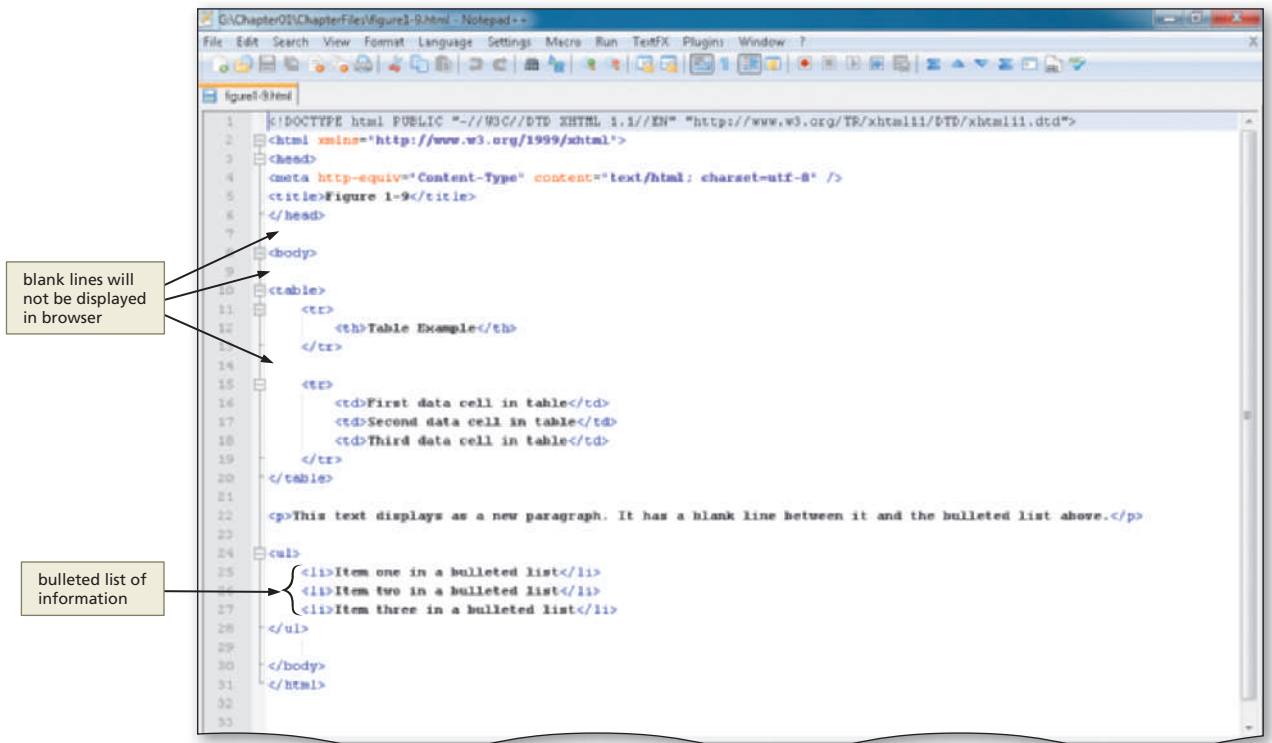 G:\Chapter01\ChapterFiles\figure1-9.html - Notepad++
File Edit Search View Format Language Settings Macro Run TextFX Plugins Window ? X
figure1-9.html
1 <!DOCTYPE html PUBLIC "-//W3C//DTD XHTML 1.1//EN" "http://www.w3.org/TR/xhtml11/DTD/xhtml11.dtd">
2 <html xmlns="http://www.w3.org/1999/xhtml">
3 <head>
4 <meta http-equiv="Content-Type" content="text/html; charset=utf-8" />
5 <title>Figure 1-9</title>
6 </head>
7
8 <body>
9
10 <table>
11 <tr>
12 <th>Table Example</th>
13 </tr>
14
15 <tr>
16 <td>First data cell in table</td>
17 <td>Second data cell in table</td>
18 <td>Third data cell in table</td>
19 </tr>
20 </table>
21
22 <p>This text displays as a new paragraph. It has a blank line between it and the bulleted list above.</p>
23
24 <ul>
25 <li>Item one in a bulleted list</li>
26 <li>Item two in a bulleted list</li>
27 <li>Item three in a bulleted list</li>
28 </ul>
29
30 </body>
31 </html>
32
33
blank lines will
not be displayed
in browser
bulleted list of
information